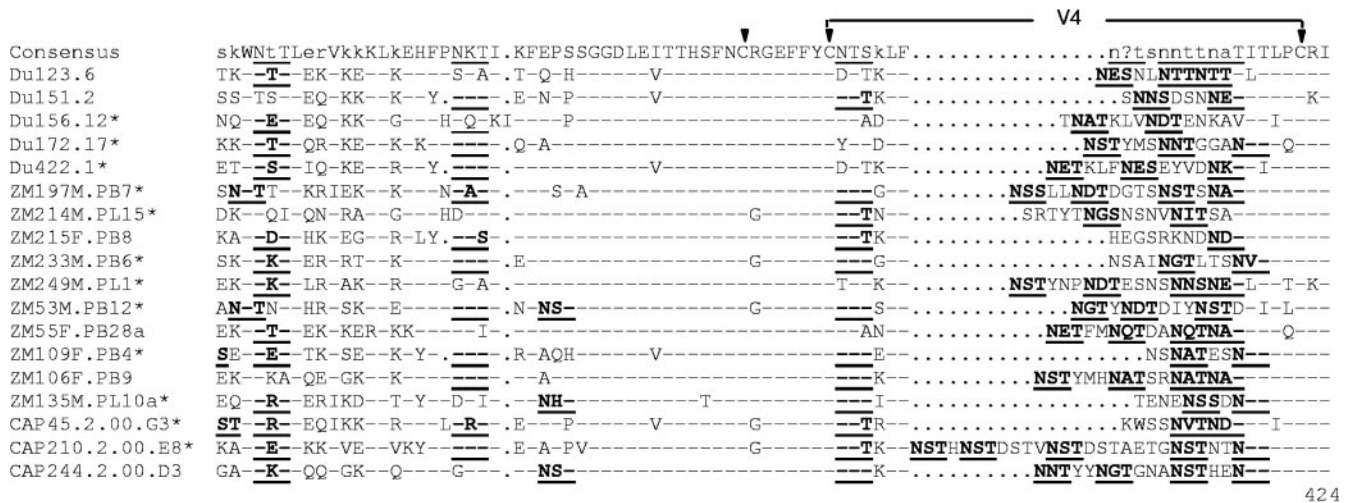 V4
Consensus skWNtTLerVkkKLkEHFPNKTI.KFEPSSGGDLEITTHSFNCRGEFFYCNTSkLF................n?tsnnttnaTITLPCRI
Du123.6 TK--T--EK-KE--K----S-A--.T-Q-H-------V---------------D-TK--...............NESNLNTTNTT-L------
Du151.2 SS-TS--EQ-KK--K--Y.---...E-N-P-------V----------------TK-.................SNNSDSNNE-----K-
Du156.12* NQ-E---EQ-KK--G---H-Q-KI----P------------------------AD--............TNATKLVNDTENKAV--I-----
Du172.17* KK-T---QR-KE--K-K---....Q-A--------------------------Y--D--.............NSTYMSNNTGGAN---Q---
Du422.1* ET-S---IQ-KE--R--Y.---...----------V----------------D-TK--...........NETKLFNESEYVDNK--I-----
ZM197M.PB7* SN-TT--KRIEK--K---N-A-.----S-A-----------------------G--........NSSLLNDTDGTSNSTSNA--------
ZM214M.PL15* DK--QI-QN-RA--G---HD---.-----------------G----------TN--.........SRTYTNGSNSNVNITSA--------
ZM215F.PB8 KA-D---HK-EG--R-LY.---S.------------------------------TK--................HEGSRKNDND--------
ZM233M.PB6* SK-K---ER-RT--K-------.E-----------------G-----------G--...............NSAINGTLTSNV-------
ZM249M.PL1* EK-K---LR-AK--R----G-A.-------------------------------T--K-........NSTYNPNDTESNSNNSNE-L--T-K-
ZM53M.PB12* AN-TN--HR-SK--E-------.K-NNS-------------G-----------S--.............NGTYNDTDIYNSTD-I-L---
ZM55F.PB28a EK-T---EK-KER-KK-----I-.-----------------------------AN--...........NETFMNQTDANQTNA---Q---
ZM109F.PB4* SE-E---TK-SE--K-Y.---...R-AQH------V-----------------E--...................NSNATESN-------
ZM106F.PB9 EK--KA-QE-GK--K-------.--A---------------------------K--..........NSTYMHNATSRNATNA--------
ZM135M.PL10a* EQ-R---ERIKD--T-Y--D-I-.--NH----------T--------------I--.................TENENSSDN--------
CAP45.2.00.G3* ST-R---EQIKK--R---L-R--.E---P-------V----------------TR--................KWSSNVTND---I-----
CAP210.2.00.E8* KA-E---KK-VE--VKY.---...E-A-PV-----------------------TK--NSTHNSTDSTVNSTDSTAETGNSTNTN-------
CAP244.2.00.D3 GA-K---QQ-GK--Q-----G---.--NS------------------------K--..........NNTYYNGTGNANSTHEN-------
424